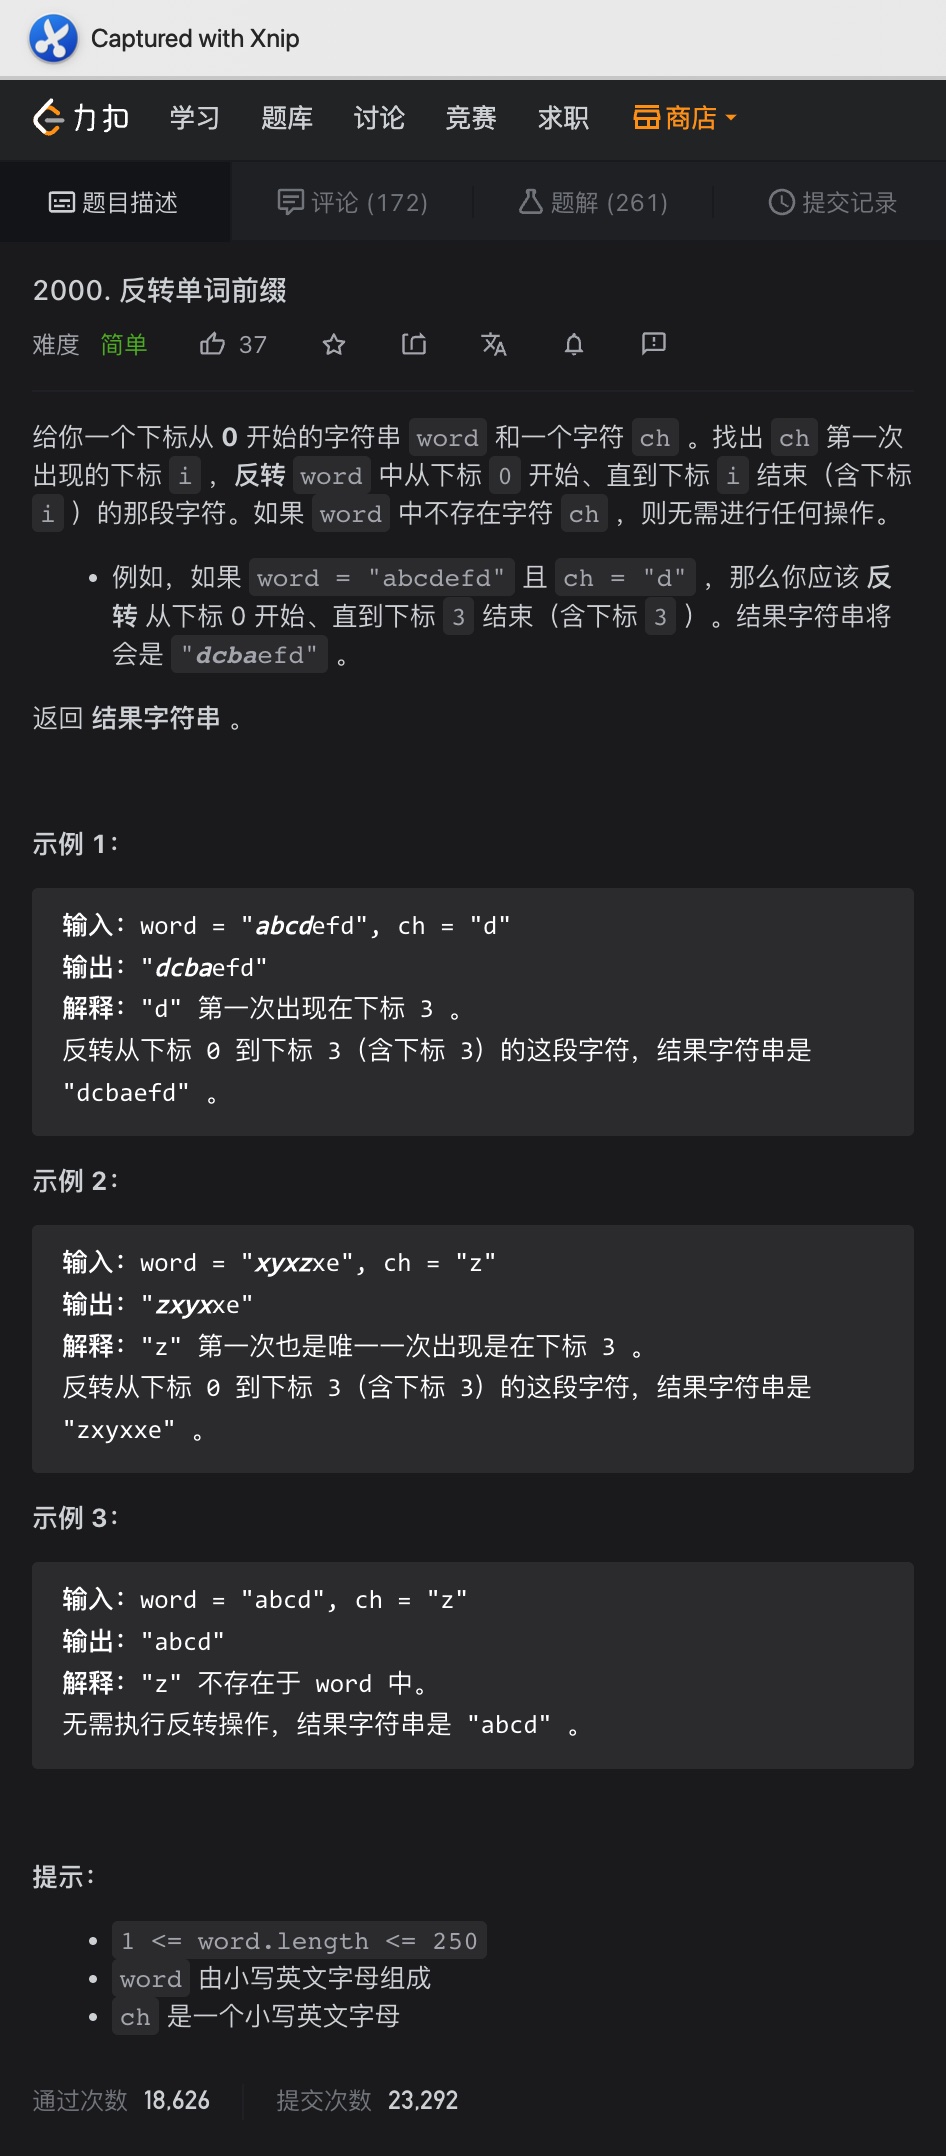 Captured with Xnip
力扣 学习 题库 讨论 竞赛 求职 商店
题目描述 评论 (172) 题解 (261) 提交记录
2000. 反转单词前缀
难度 简单 37
给你一个下标从 0 开始的字符串 word 和一个字符 ch 。找出 ch 第一次
出现的下标 i ，反转 word 中从下标 0 开始、直到下标 i 结束（含下标
i ）的那段字符。如果 word 中不存在字符 ch ，则无需进行任何操作。
• 例如，如果 word = "abcdefd" 且 ch = "d" ，那么你应该 反
转 从下标 0 开始、直到下标 3 结束（含下标 3 ）。结果字符串将
会是 "dcbaefd" 。
返回 结果字符串 。
示例 1：
输入：word = "abcdefd", ch = "d"
输出："dcbaefd"
解释："d" 第一次出现在下标 3 。
反转从下标 0 到下标 3（含下标 3）的这段字符，结果字符串是
"dcbaefd" 。
示例 2：
输入：word = "xyxzxe", ch = "z"
输出："zxyxxe"
解释："z" 第一次也是唯一一次出现是在下标 3 。
反转从下标 0 到下标 3（含下标 3）的这段字符，结果字符串是
"zxyxxe" 。
示例 3：
输入：word = "abcd", ch = "z"
输出："abcd"
解释："z" 不存在于 word 中。
无需执行反转操作，结果字符串是 "abcd" 。
提示：
• 1 <= word.length <= 250
• word 由小写英文字母组成
• ch 是一个小写英文字母
通过次数 18,626 提交次数 23,292